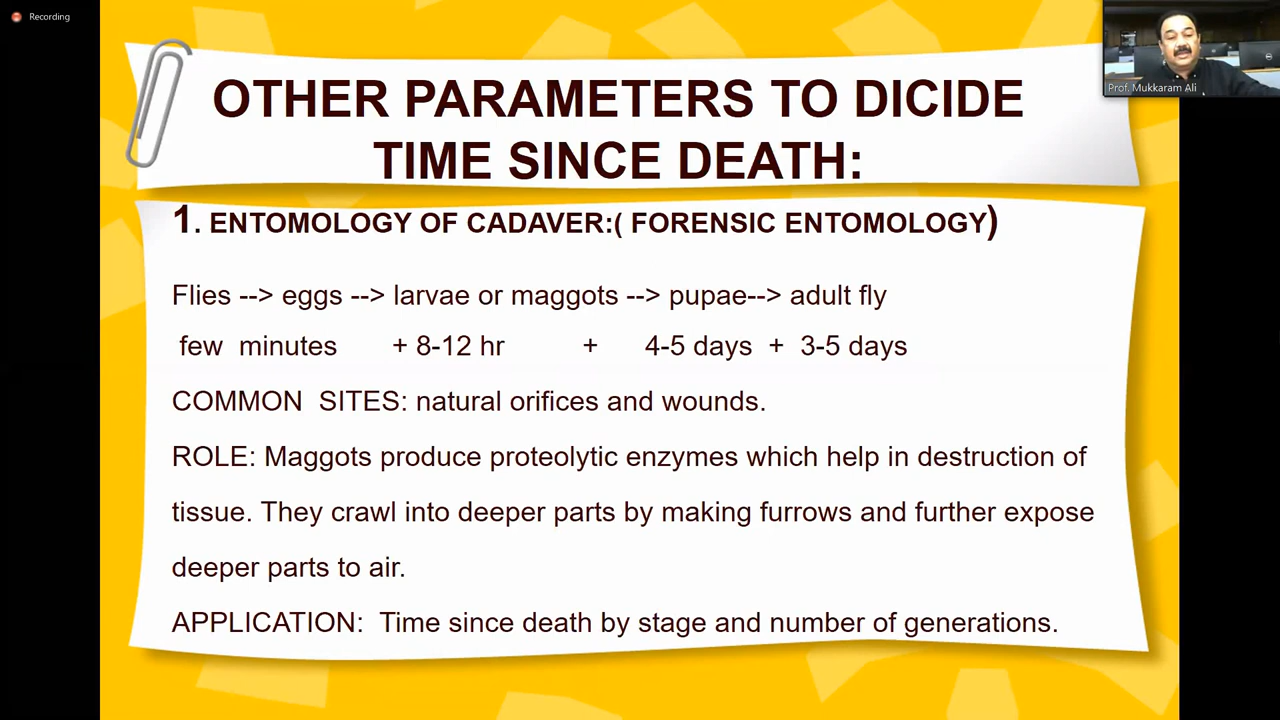 Recording
Prof. Mukkaram Ali
OTHER PARAMETERS TO DICIDE
TIME SINCE DEATH:
1. ENTOMOLOGY OF CADAVER:( FORENSIC ENTOMOLOGY)
Flies --> eggs --> larvae or maggots --> pupae--> adult fly
few minutes + 8-12 hr + 4-5 days + 3-5 days
COMMON SITES: natural orifices and wounds.
ROLE: Maggots produce proteolytic enzymes which help in destruction of
tissue. They crawl into deeper parts by making furrows and further expose
deeper parts to air.
APPLICATION: Time since death by stage and number of generations.